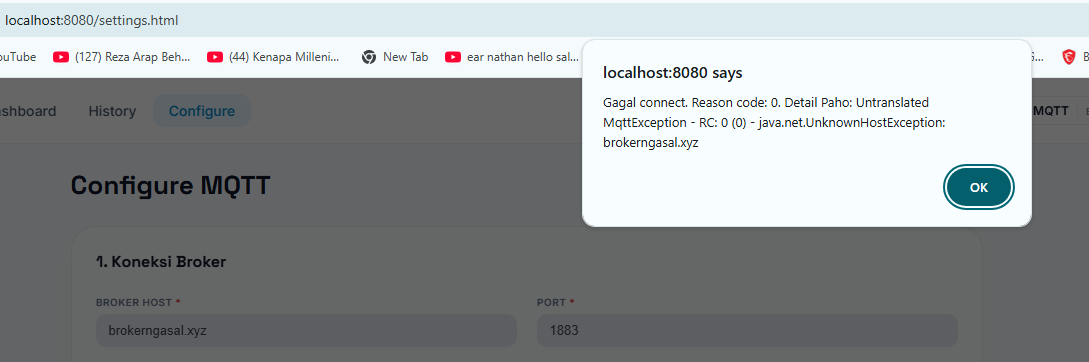 localhost:8080/settings.html
ouTube (127) Reza Arap Beh... (44) Kenapa Milleni... New Tab ear nathan hello sal... G... B
localhost:8080 says
Gagal connect. Reason code: 0. Detail Paho: Untranslated
MqttException - RC: 0 (0) - java.net.UnknownHostException:
brokerngasal.xyz
OK
shboard History Configure MQTT
Configure MQTT
1. Koneksi Broker
BROKER HOST * PORT *
brokerngasal.xyz 1883